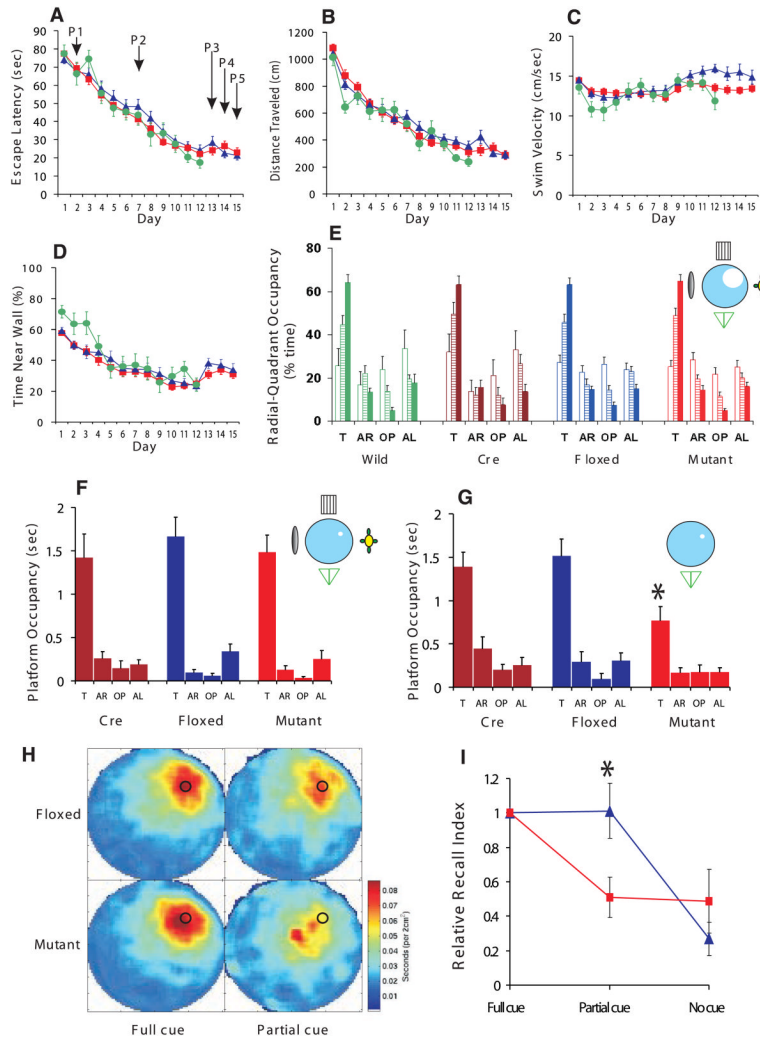 A
Escape Latency (sec)
90
80
70
60
50
40
30
20
10
0
P1
P2
P3
P4
P5
1 2 3 4 5 6 7 8 9 10 11 12 13 14 15
Day
B
Distance Traveled (cm)
1200
1000
800
600
400
200
0
1 2 3 4 5 6 7 8 9 10 11 12 13 14 15
Day
C
Swim Velocity (cm/sec)
25
20
15
10
5
0
1 2 3 4 5 6 7 8 9 10 11 12 13 14 15
Day
D
Time Near Wall (%)
100
80
60
40
20
0
1 2 3 4 5 6 7 8 9 10 11 12 13 14 15
Day
E
Radial-Quadrant Occupancy
(% time)
80
60
40
20
0
T AR OP AL T AR OP AL T AR OP AL T AR OP AL
Wild Cre Floxed Mutant
F
Platform Occupancy (sec)
2
1.5
1
0.5
0
T AR OP AL T AR OP AL T AR OP AL
Cre Floxed Mutant
G
Platform Occupancy (sec)
2
1.5
1
0.5
0
*
T AR OP AL T AR OP AL T AR OP AL
Cre Floxed Mutant
H
Floxed
Mutant
0.08
0.07
0.06
0.05
0.04
0.03
0.02
0.01
Seconds (per 2cm²)
Full cue Partial cue
I
Relative Recall Index
1.2
1
0.8
0.6
0.4
0.2
0
*
Full cue Partial cue No cue